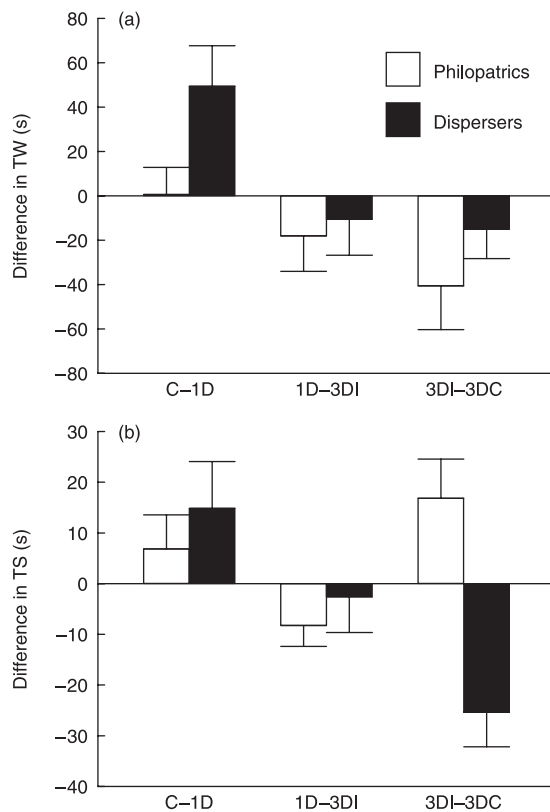 (a)
Philopatrics
Dispersers
Difference in TW (s)
80
60
40
20
0
−20
−40
−60
−80
C–1D 1D–3DI 3DI–3DC
(b)
Difference in TS (s)
30
20
10
0
−10
−20
−30
−40
C–1D 1D–3DI 3DI–3DC